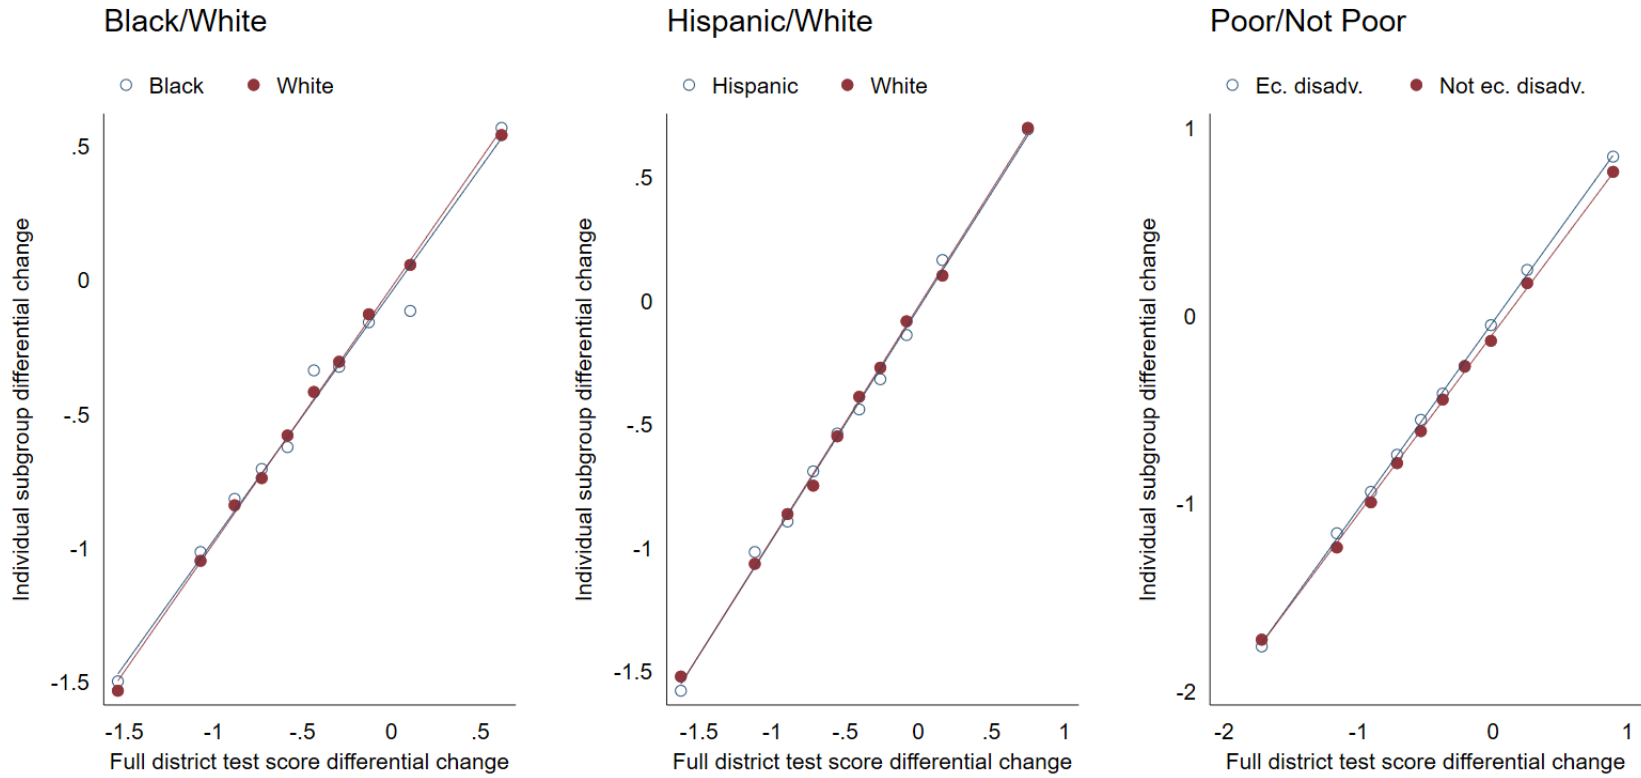 Black/White
Black
White
.5
0
-.5
-1
-1.5
Individual subgroup differential change
-1.5
-1
-.5
0
.5
Full district test score differential change
Hispanic/White
Hispanic
White
.5
0
-.5
-1
-1.5
Individual subgroup differential change
-1.5
-1
-.5
0
.5
1
Full district test score differential change
Poor/Not Poor
Ec. disadv.
Not ec. disadv.
1
0
-1
-2
Individual subgroup differential change
-2
-1
0
1
Full district test score differential change